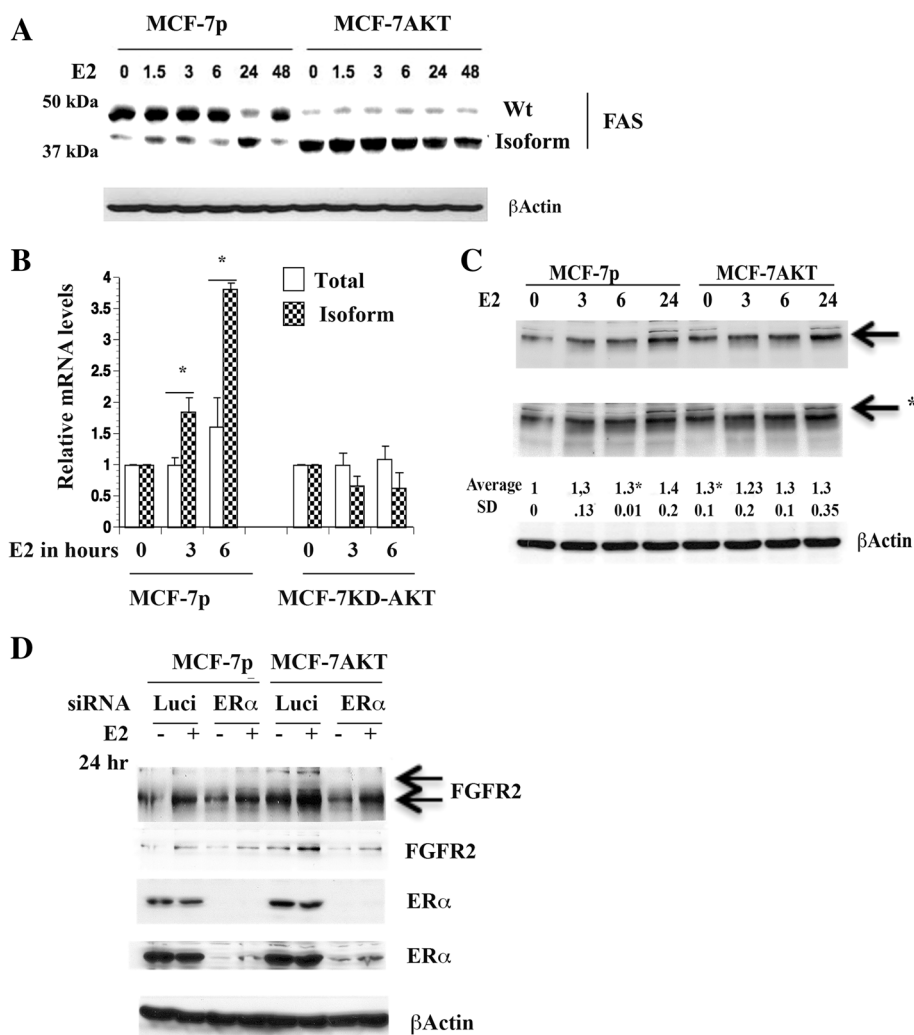 A
MCF-7p MCF-7AKT
E2 0 1.5 3 6 24 48 0 1.5 3 6 24 48
50 kDa Wt
37 kDa Isoform
FAS
βActin
B
Relative mRNA levels
4
3.5
3
2.5
2
1.5
1
0.5
0
* *
Total
Isoform
E2 in hours 0 3 6 0 3 6
MCF-7p MCF-7KD-AKT
C
MCF-7p MCF-7AKT
E2 0 3 6 24 0 3 6 24
*
Average 1 1,3 1.3* 1.4 1.3* 1.23 1.3 1.3
SD 0 .13 0.01 0.2 0.1 0.2 0.1 0.35
βActin
D
MCF-7p MCF-7AKT
siRNA Luci ERα Luci ERα
E2 - + - + - + - +
24 hr
FGFR2
FGFR2
ERα
ERα
βActin